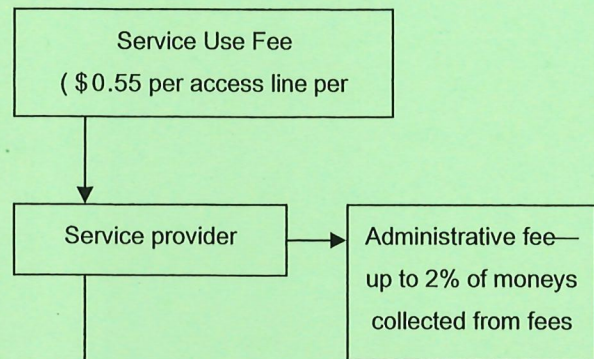 Service Use Fee
( $0.55 per access line per
Service provider
Administrative fee—
up to 2% of moneys
collected from fees